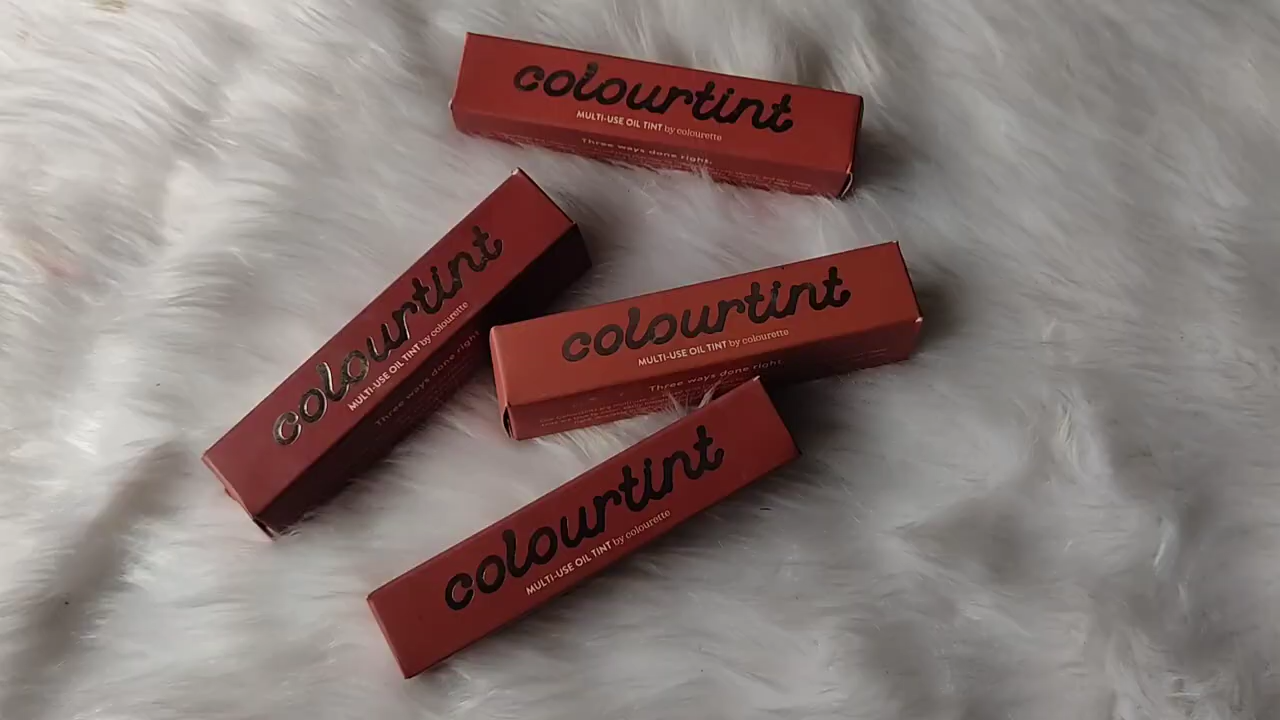 colourtint
MULTI-USE OIL TINT by colourette
Three ways done right.
colourtint
MULTI-USE OIL TINT by colourette
Three ways done right
colourtint
MULTI-USE OIL TINT by colourette
Three ways done right.
colourtint
MULTI-USE OIL TINT by colourette